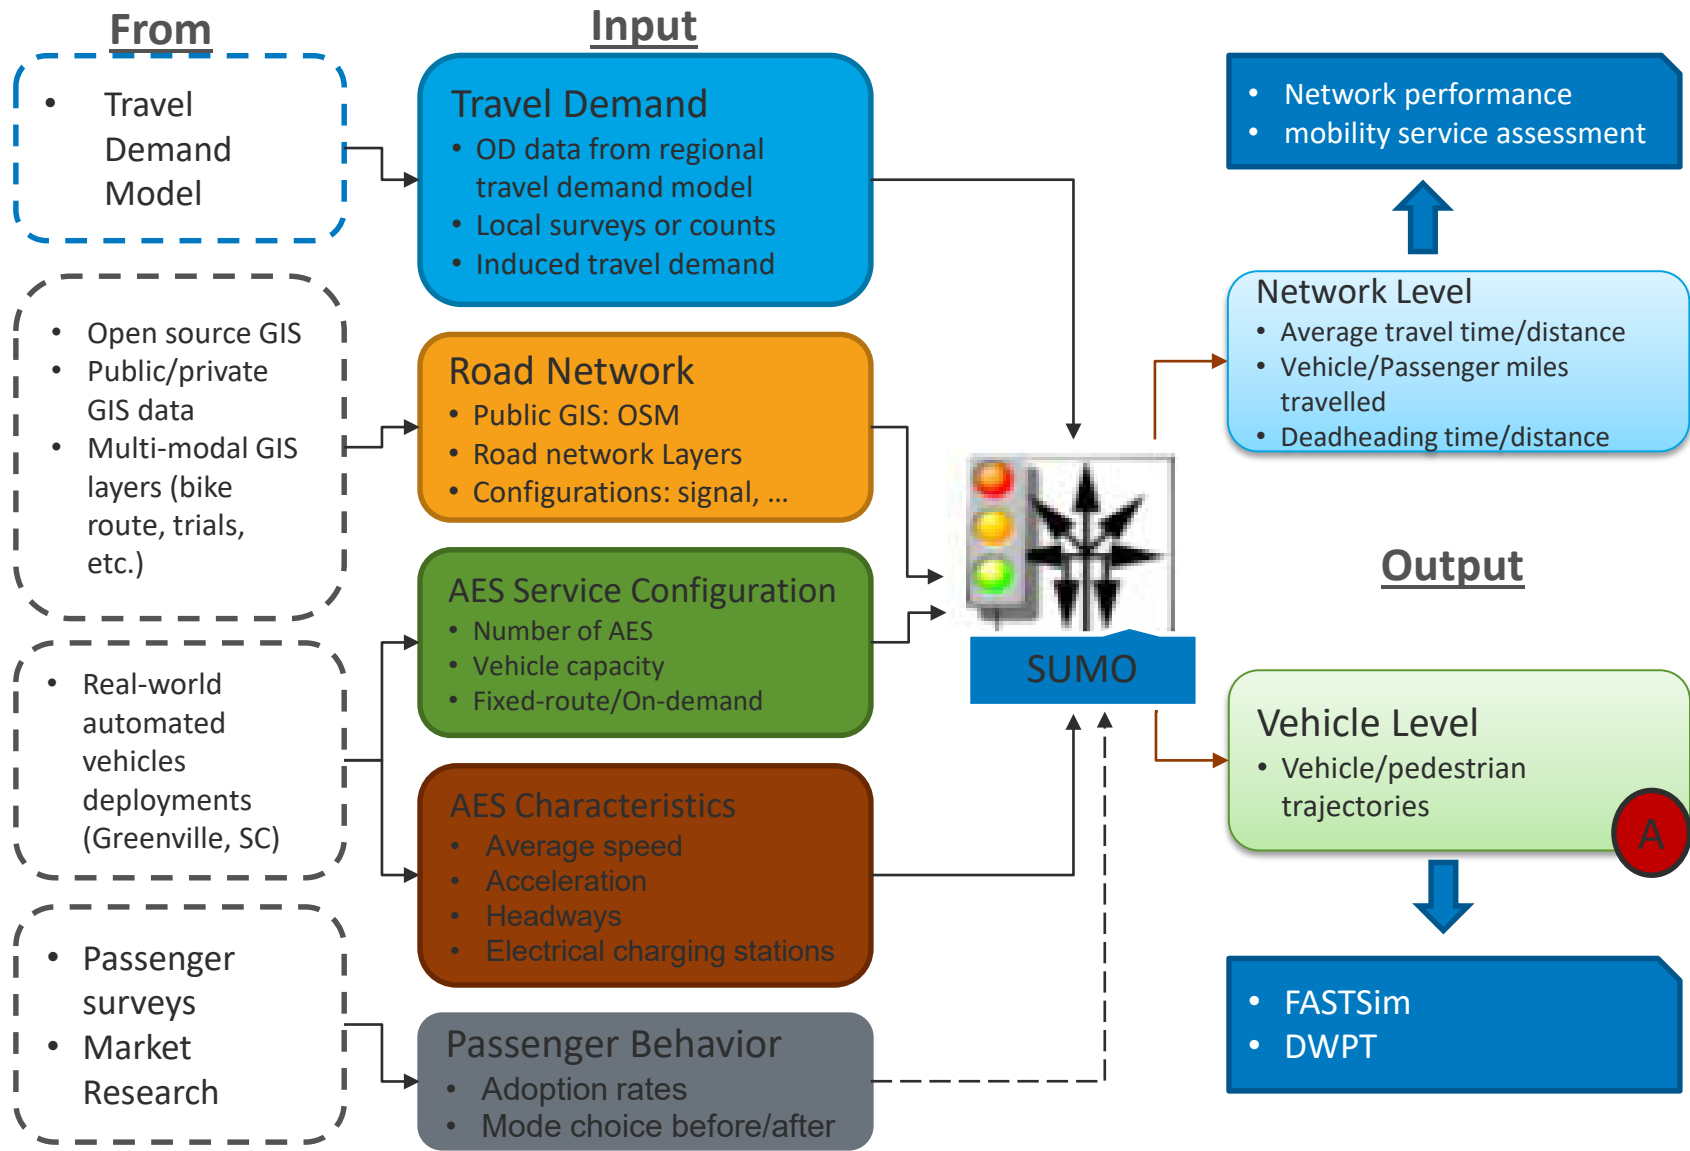 From
Travel
Demand
Model
Open source GIS
Public/private
GIS data
Multi-modal GIS
layers (bike
route, trials,
etc.)
Real-world
automated
vehicles
deployments
(Greenville, SC)
Passenger
surveys
Market
Research
Input
Travel Demand
OD data from regional
travel demand model
Local surveys or counts
Induced travel demand
Road Network
Public GIS: OSM
Road network Layers
Configurations: signal, ...
AES Service Configuration
Number of AES
Vehicle capacity
Fixed-route/On-demand
AES Characteristics
Average speed
Acceleration
Headways
Electrical charging stations
Passenger Behavior
Adoption rates
Mode choice before/after
SUMO
Network performance
mobility service assessment
Network Level
Average travel time/distance
Vehicle/Passenger miles
travelled
Deadheading time/distance
Output
Vehicle Level
Vehicle/pedestrian
trajectories
A
FASTSim
DWPT